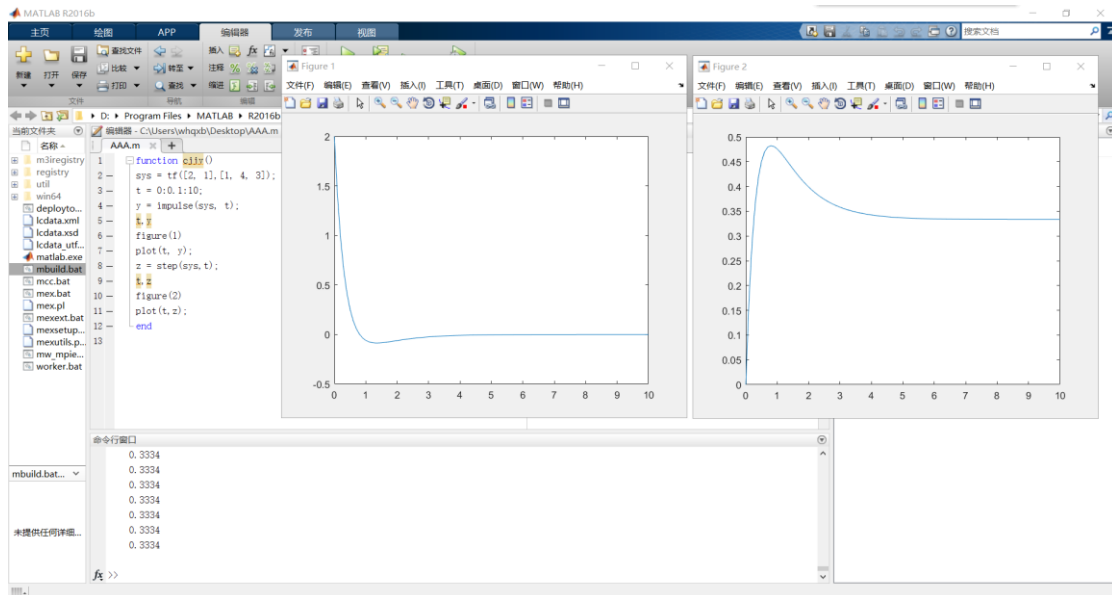 MATLAB R2016b
主页 绘图 APP 编辑器 发布 视图
搜索文档
新建 打开 保存
查找文件
比较
打印
转至
查找
插入 fx
注释
缩进
文件 导航 编辑
D: ▸ Program Files ▸ MATLAB ▸ R2016b
当前文件夹
名称
m3iregistry
registry
util
win64
deployto...
lcdata.xml
lcdata.xsd
lcdata_utf...
matlab.exe
mbuild.bat
mcc.bat
mex.bat
mex.pl
mexext.bat
mexsetup...
mexutils.p...
mw_mpie...
worker.bat
mbuild.bat...
未提供任何详细...
编辑器 - C:\Users\whqxb\Desktop\AAA.m
AAA.m
1 function cjjy()
2 sys = tf([2, 1],[1, 4, 3]);
3 t = 0:0.1:10;
4 y = impulse(sys, t);
5 t,y
6 figure(1)
7 plot(t, y);
8 z = step(sys,t);
9 t,z
10 figure(2)
11 plot(t,z);
12 end
13
Figure 1
文件(F) 编辑(E) 查看(V) 插入(I) 工具(T) 桌面(D) 窗口(W) 帮助(H)
2
1.5
1
0.5
0
-0.5
0 1 2 3 4 5 6 7 8 9 10
Figure 2
文件(F) 编辑(E) 查看(V) 插入(I) 工具(T) 桌面(D) 窗口(W) 帮助(H)
0.5
0.45
0.4
0.35
0.3
0.25
0.2
0.15
0.1
0.05
0
0 1 2 3 4 5 6 7 8 9 10
命令行窗口
0.3334
0.3334
0.3334
0.3334
0.3334
0.3334
0.3334
fx >>